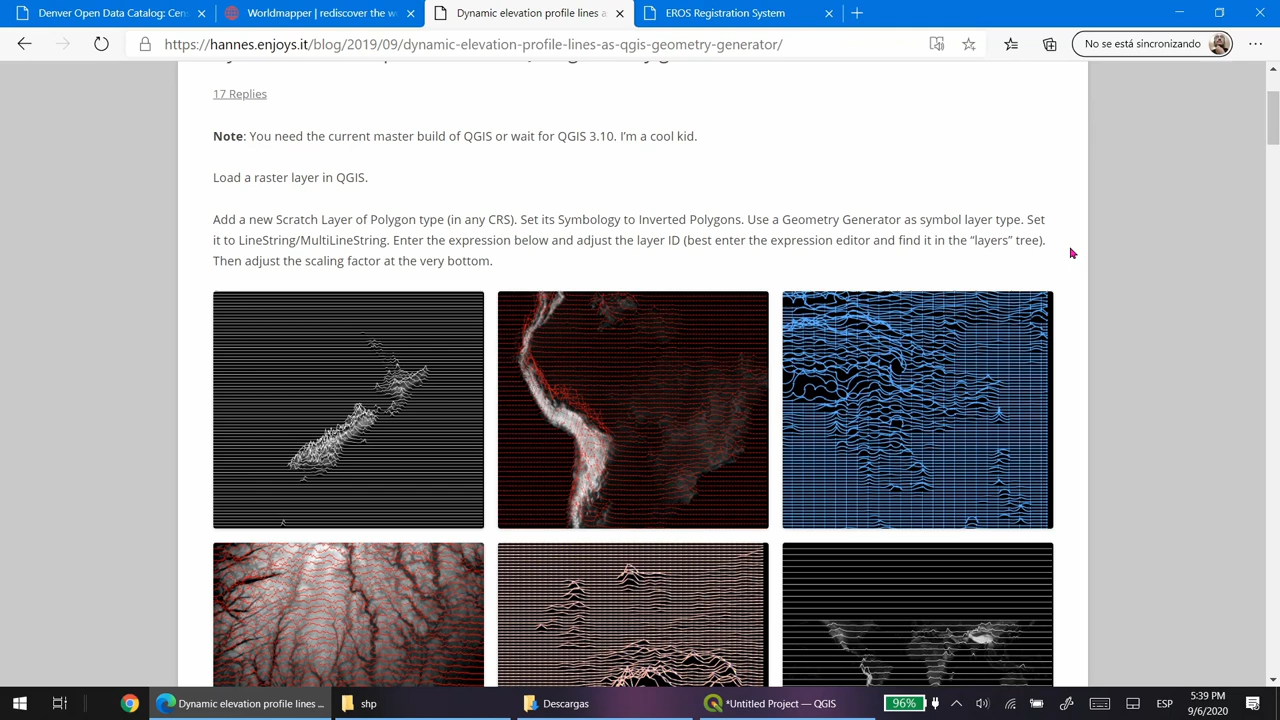 Denver Open Data Catalog: Cens
Worldmapper | rediscover the wo
Dynamic elevation profile lines as
EROS Registration System
https://hannes.enjoys.it/blog/2019/09/dynamic-elevation-profile-lines-as-qgis-geometry-generator/
No se está sincronizando
17 Replies
Note: You need the current master build of QGIS or wait for QGIS 3.10. I'm a cool kid.
Load a raster layer in QGIS.
Add a new Scratch Layer of Polygon type (in any CRS). Set its Symbology to Inverted Polygons. Use a Geometry Generator as symbol layer type. Set
it to LineString/MultiLineString. Enter the expression below and adjust the layer ID (best enter the expression editor and find it in the “layers” tree).
Then adjust the scaling factor at the very bottom.
Dynamic elevation profile lines ...
shp
Descargas
*Untitled Project — QGIS
96%
ESP
5:39 PM
9/6/2020